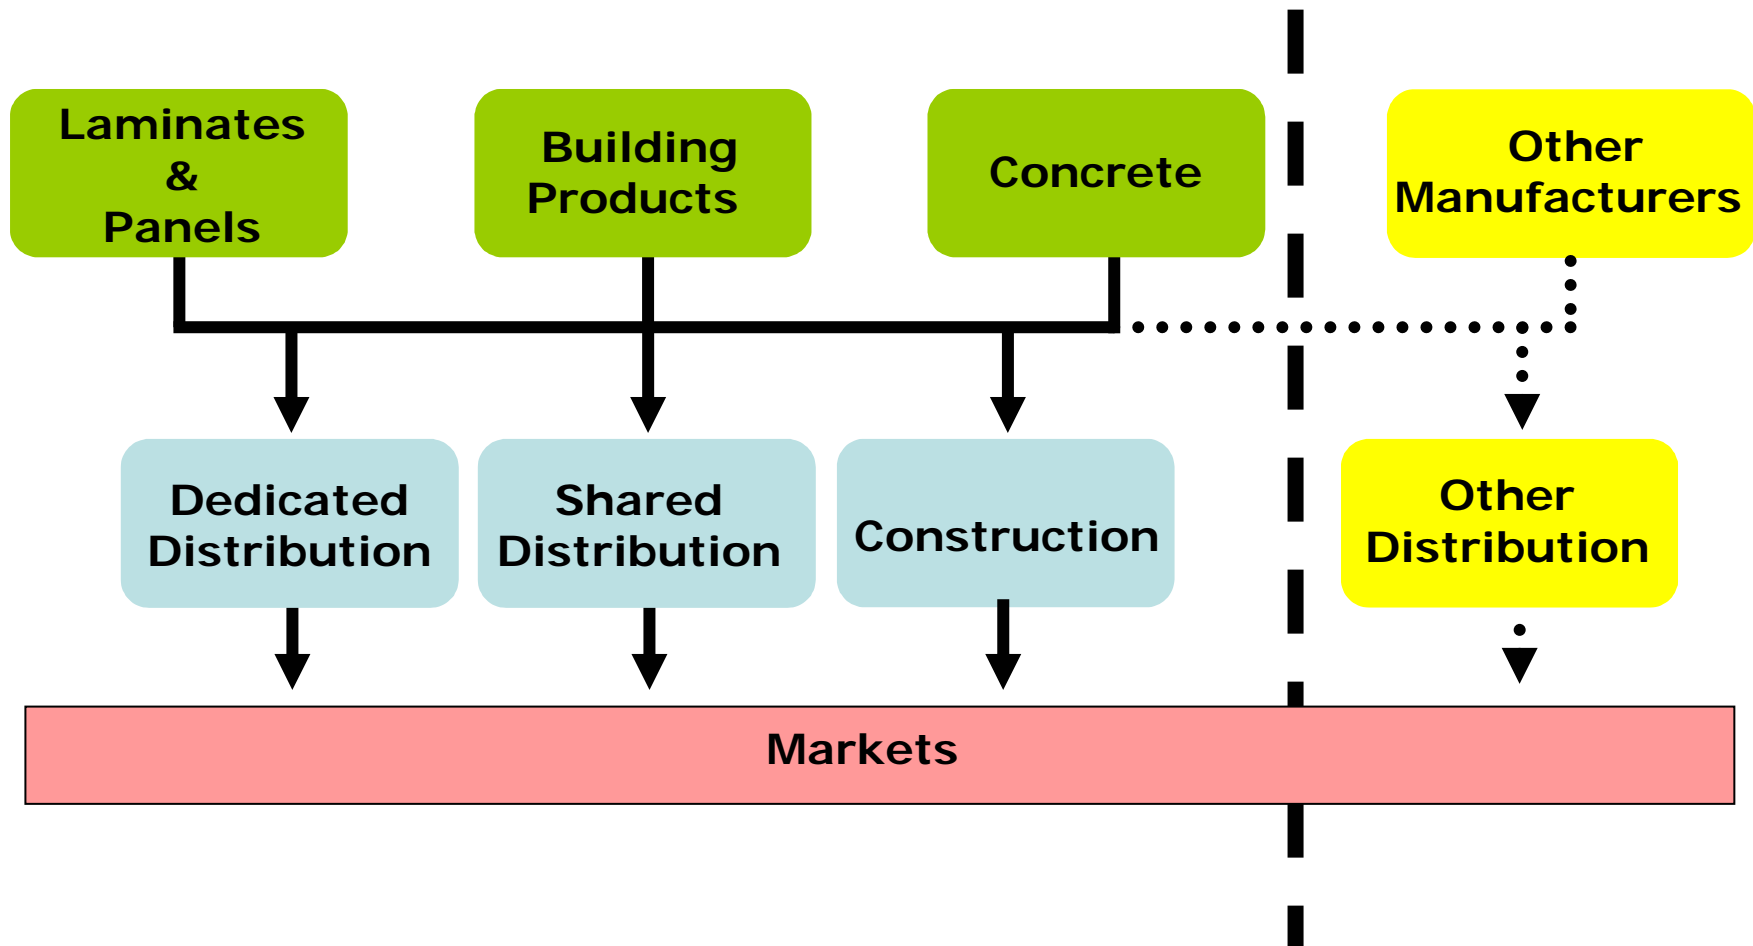 Laminates
&
Panels
Building
Products
Concrete
Other
Manufacturers
Dedicated
Distribution
Shared
Distribution
Construction
Other
Distribution
Markets